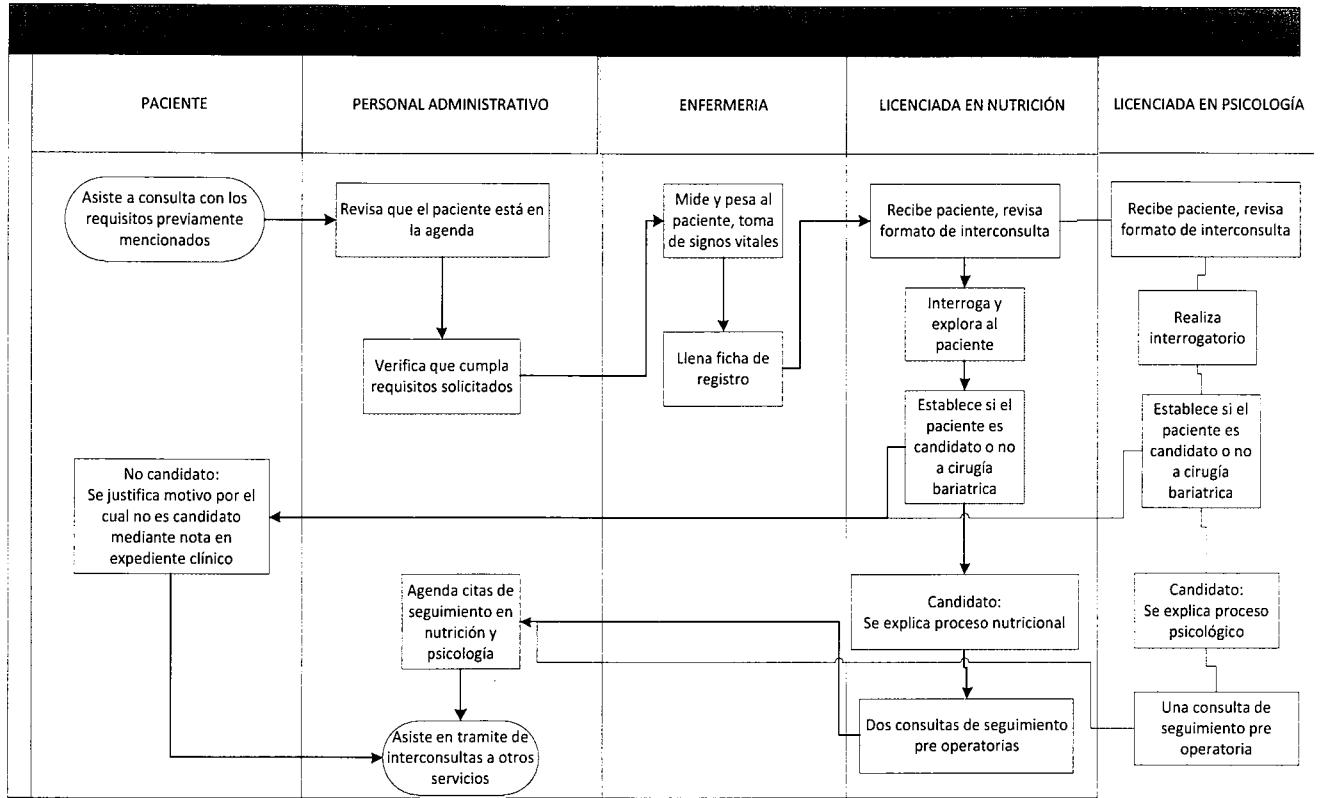 PACIENTE
PERSONAL ADMINISTRATIVO
ENFERMERIA
LICENCIADA EN NUTRICIÓN
LICENCIADA EN PSICOLOGÍA
Asiste a consulta con los
requisitos previamente
mencionados
Revisa que el paciente está en
la agenda
Mide y pesa al
paciente, toma
de signos vitales
Recibe paciente, revisa
formato de interconsulta
Recibe paciente, revisa
formato de interconsulta
Verifica que cumpla
requisitos solicitados
Llena ficha de
registro
Interroga y
explora al
paciente
Realiza
interrogatorio
Establece si el
paciente es
candidato o no
a cirugía
bariatrica
Establece si el
paciente es
candidato o no
a cirugía
bariatrica
No candidato:
Se justifica motivo por el
cual no es candidato
mediante nota en
expediente clínico
Agenda citas de
seguimiento en
nutrición y
psicología
Candidato:
Se explica proceso nutricional
Candidato:
Se explica proceso
psicológico
Asiste en tramite de
interconsultas a otros
servicios
Dos consultas de seguimiento
pre operatorias
Una consulta de
seguimiento pre
operatoria